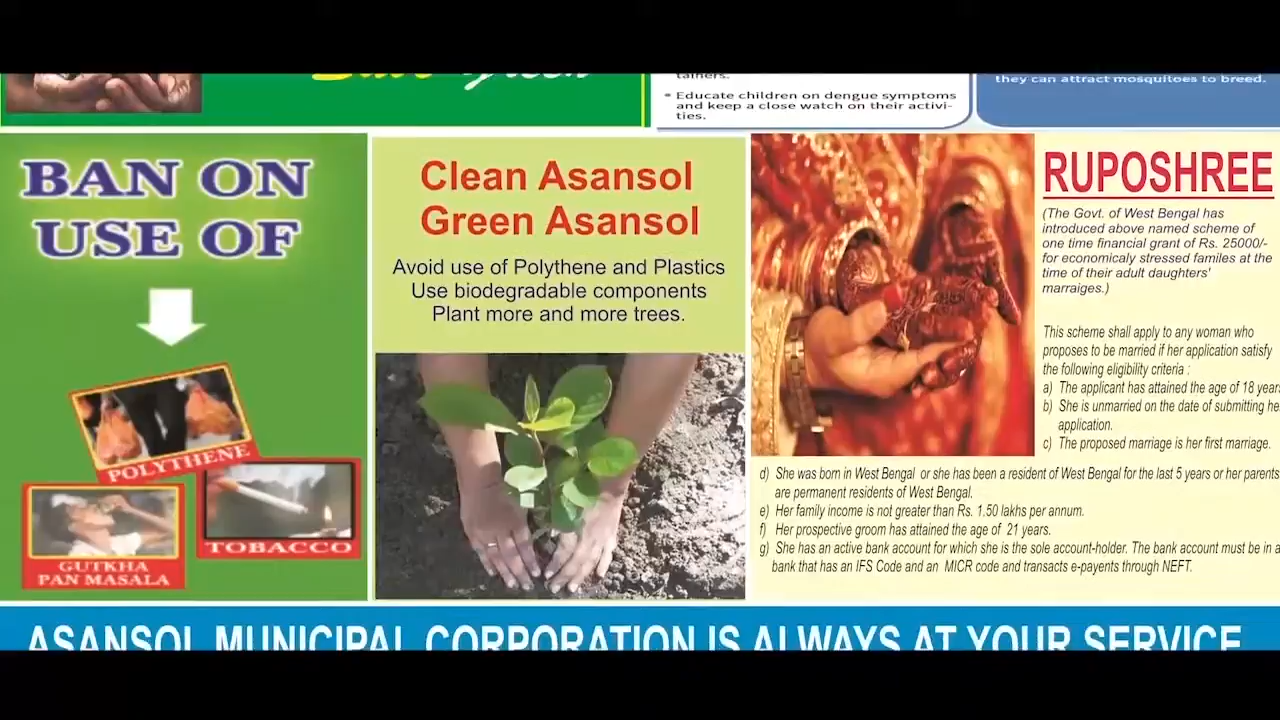 Save Green
tainers.
• Educate children on dengue symptoms
and keep a close watch on their activi-
ties.
they can attract mosquitoes to breed.
BAN ON
USE OF
POLYTHENE
GUTKHA
PAN MASALA
TOBACCO
Clean Asansol
Green Asansol
Avoid use of Polythene and Plastics
Use biodegradable components
Plant more and more trees.
RUPOSHREE
(The Govt. of West Bengal has
introduced above named scheme of
one time financial grant of Rs. 25000/-
for economicaly stressed familes at the
time of their adult daughters'
marraiges.)
This scheme shall apply to any woman who
proposes to be married if her application satisfy
the following eligibility criteria :
a) The applicant has attained the age of 18 year
b) She is unmarried on the date of submitting he
application.
c) The proposed marriage is her first marriage.
d) She was born in West Bengal or she has been a resident of West Bengal for the last 5 years or her parents
are permanent residents of West Bengal.
e) Her family income is not greater than Rs. 1.50 lakhs per annum.
f) Her prospective groom has attained the age of 21 years.
g) She has an active bank account for which she is the sole account-holder. The bank account must be in a
bank that has an IFS Code and an MICR code and transacts e-payents through NEFT.
ASANSOL MUNICIPAL CORPORATION IS ALWAYS AT YOUR SERVICE